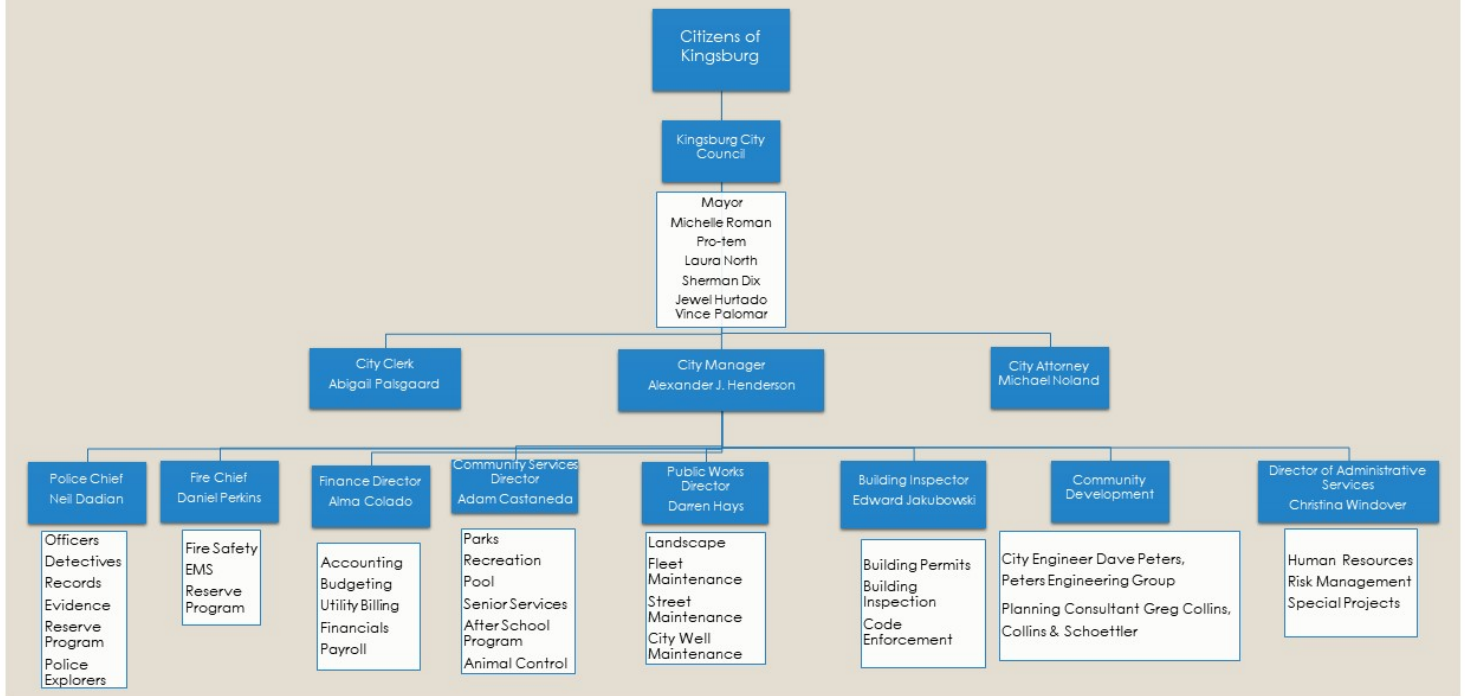 Citizens of
Kingsburg
Kingsburg City
Council
Mayor
Michelle Roman
Pro-tem
Laura North
Sherman Dix
Jewel Hurtado
Vince Palomar
City Clerk
Abigail Palsgaard
City Manager
Alexander J. Henderson
City Attorney
Michael Noland
Police Chief
Neil Dadian
Officers
Detectives
Records
Evidence
Reserve
Program
Police
Explorers
Fire Chief
Daniel Perkins
Fire Safety
EMS
Reserve
Program
Finance Director
Alma Colado
Accounting
Budgeting
Utility Billing
Financials
Payroll
Community Services
Director
Adam Castaneda
Parks
Recreation
Pool
Senior Services
After School
Program
Animal Control
Public Works
Director
Darren Hays
Landscape
Fleet
Maintenance
Street
Maintenance
City Well
Maintenance
Building Inspector
Edward Jakubowski
Building Permits
Building
Inspection
Code
Enforcement
Community
Development
City Engineer Dave Peters,
Peters Engineering Group
Planning Consultant Greg Collins,
Collins & Schoettler
Director of Administrative
Services
Christina Windover
Human Resources
Risk Management
Special Projects